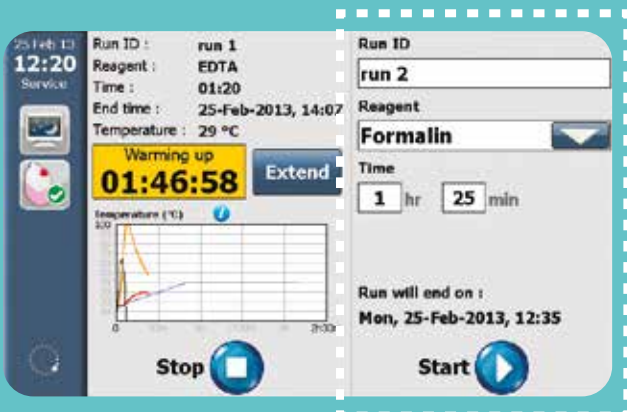 25 Feb 13
12:20
Service
Run ID : run 1
Reagent : EDTA
Time : 01:20
End time : 25-Feb-2013, 14:07
Temperature : 29 °C
Warming up
01:46:58
Extend
Temperature (°C)
100
0
Stop
Run ID
run 2
Reagent
Formalin
Time
1 hr 25 min
Run will end on :
Mon, 25-Feb-2013, 12:35
Start